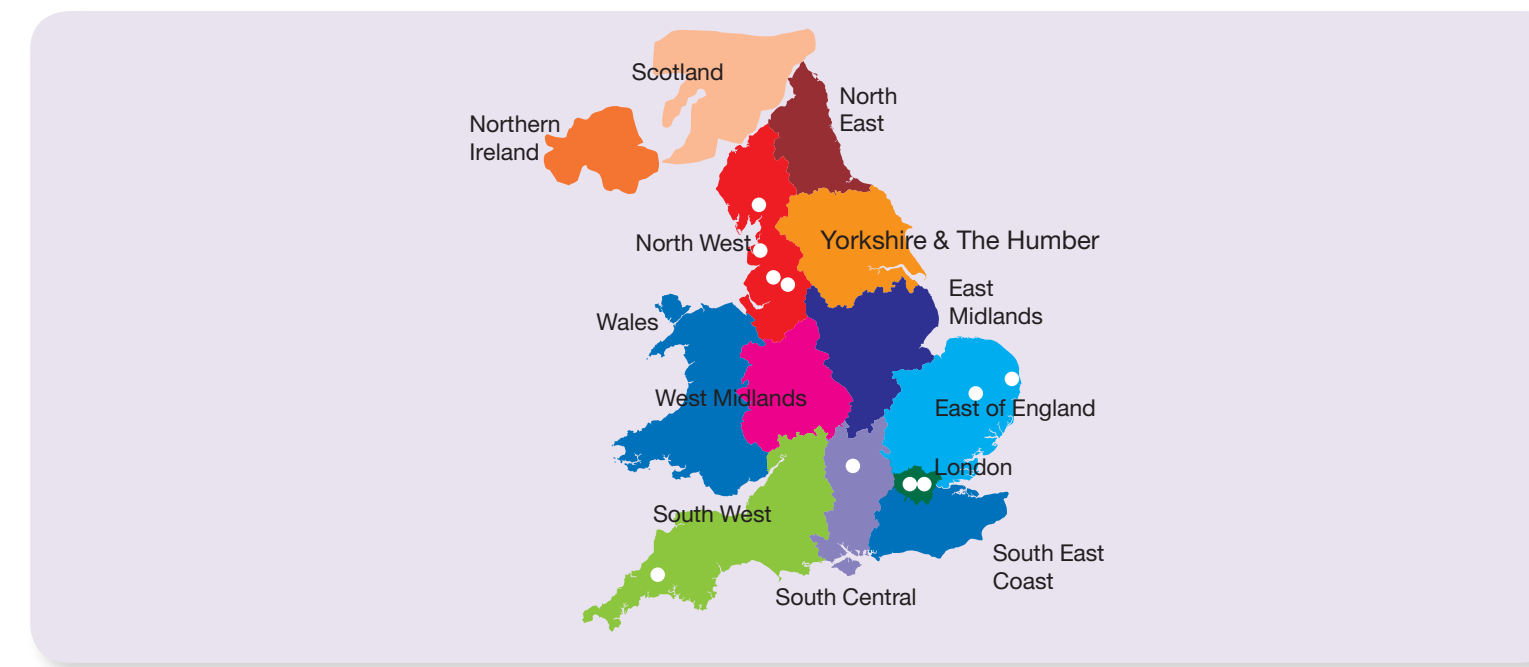 Scotland
North
East
Northern
Ireland
North West
Yorkshire & The Humber
East
Midlands
Wales
West Midlands
East of England
London
South West
South East
Coast
South Central